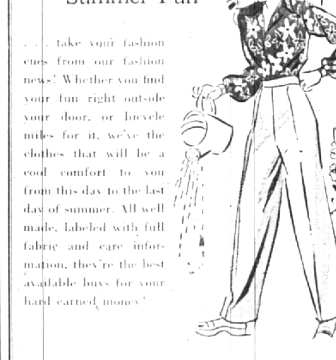 Summer Fun
. . . take your fashion
cues from our fashion
news! Whether you find
your fun right outside
your door, or bicycle
miles for it, we've the
clothes that will be a
cool comfort to you
from this day to the last
day of summer. All well
made, labeled with full
fabric and care infor-
mation, they're the best
available buys for your
hard earned money!